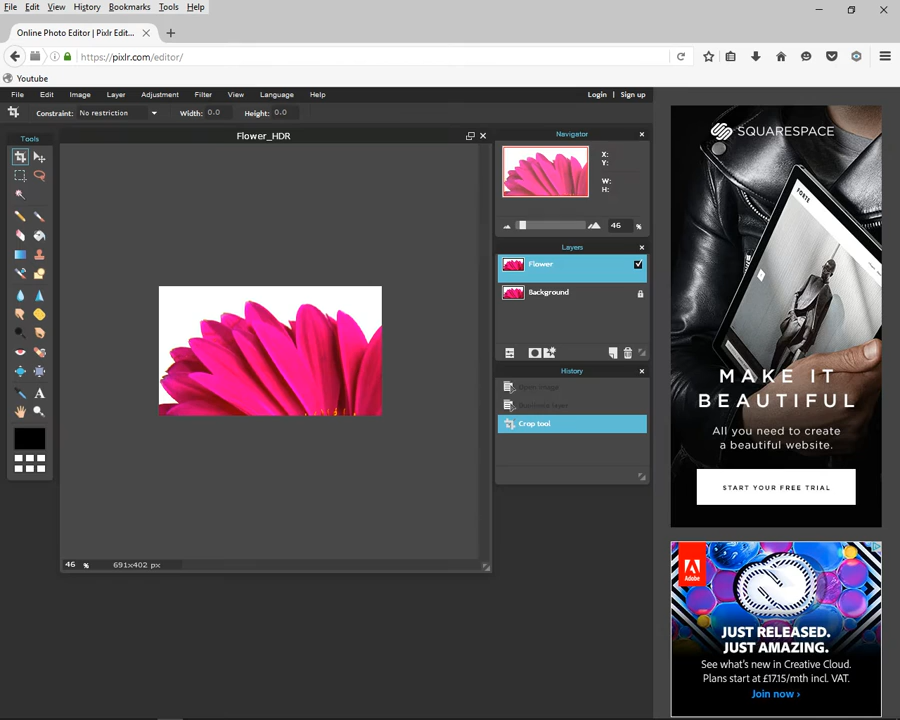 File Edit View History Bookmarks Tools Help
Online Photo Editor | Pixlr Edit...
https://pixlr.com/editor/
Youtube
File Edit Image Layer Adjustment Filter View Language Help Login | Sign up
Constraint: No restriction Width: 0.0 Height: 0.0
Tools
Flower_HDR
Navigator
X:
Y:
W:
H:
46 %
Layers
Flower
Background
History
Open image
Duplicate layer
Crop tool
46 % 691x402 px
A
SQUARESPACE
FORTE
MAKE IT
BEAUTIFUL
All you need to create
a beautiful website.
START YOUR FREE TRIAL
Adobe
JUST RELEASED.
JUST AMAZING.
See what's new in Creative Cloud.
Plans start at £17.15/mth incl. VAT.
Join now ›